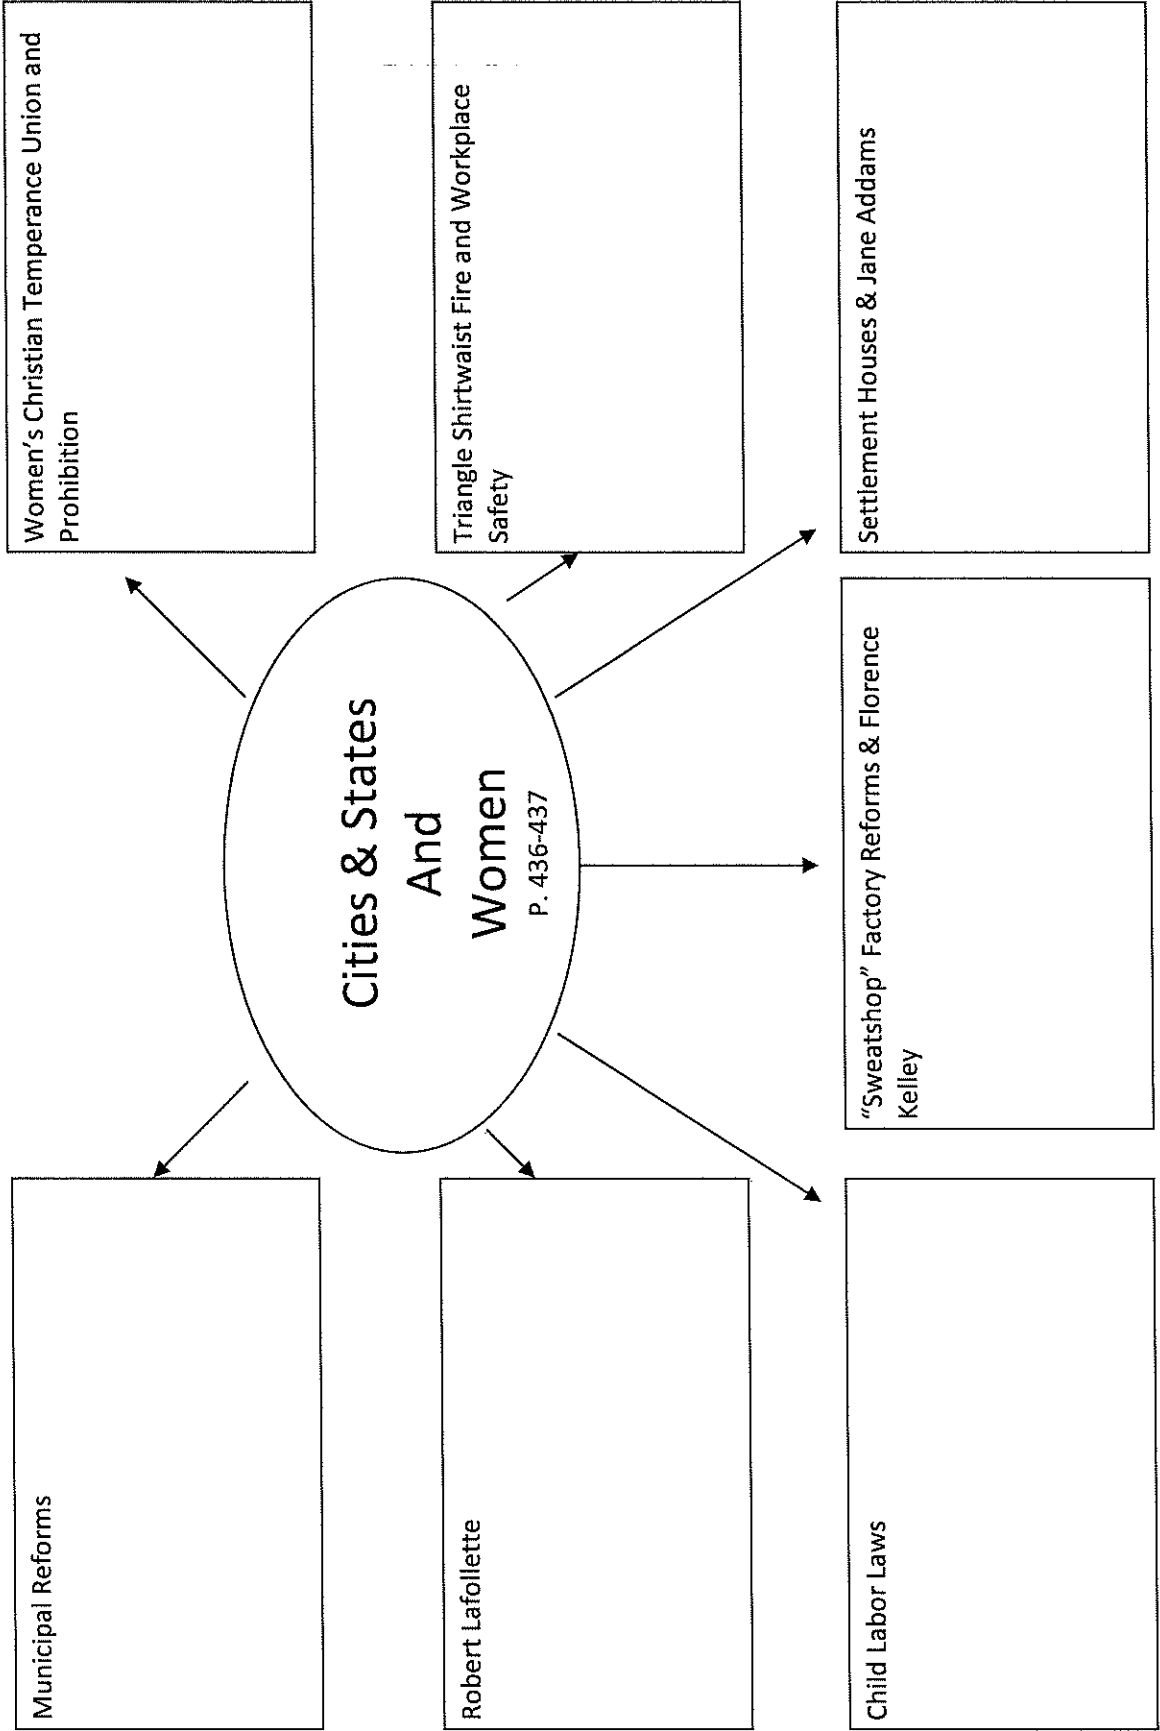 Municipal Reforms
Women's Christian Temperance Union and
Prohibition
Cities & States
And
Women
P. 436-437
Robert Lafollette
Triangle Shirtwaist Fire and Workplace
Safety
Child Labor Laws
"Sweatshop" Factory Reforms & Florence
Kelley
Settlement Houses & Jane Addams